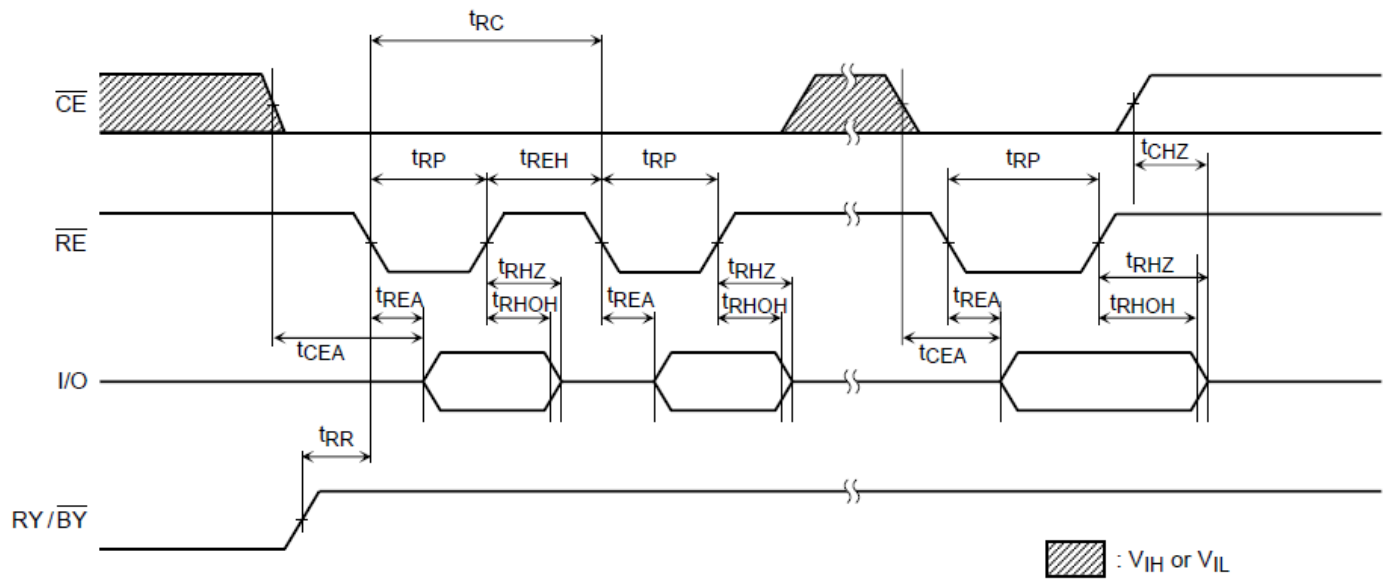 tRC
CE
tRP tREH tRP tRP tCHZ
RE
tRHZ tRHZ tRHZ
tREA tRHOH tREA tRHOH tREA tRHOH
tCEA tCEA
I/O
tRR
RY/BY
: VIH or VIL